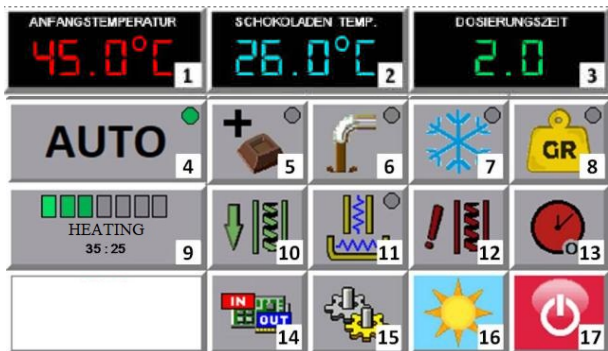 ANFANGSTEMPERATUR
SCHOKOLADEN TEMP.
DOSIERUNGSZEIT
45.0°C
1
26.0°C
2
2.0
3
AUTO
4
5
6
7
GR
8
HEATING
35:25
9
10
11
12
13
IN
OUT
14
15
16
17